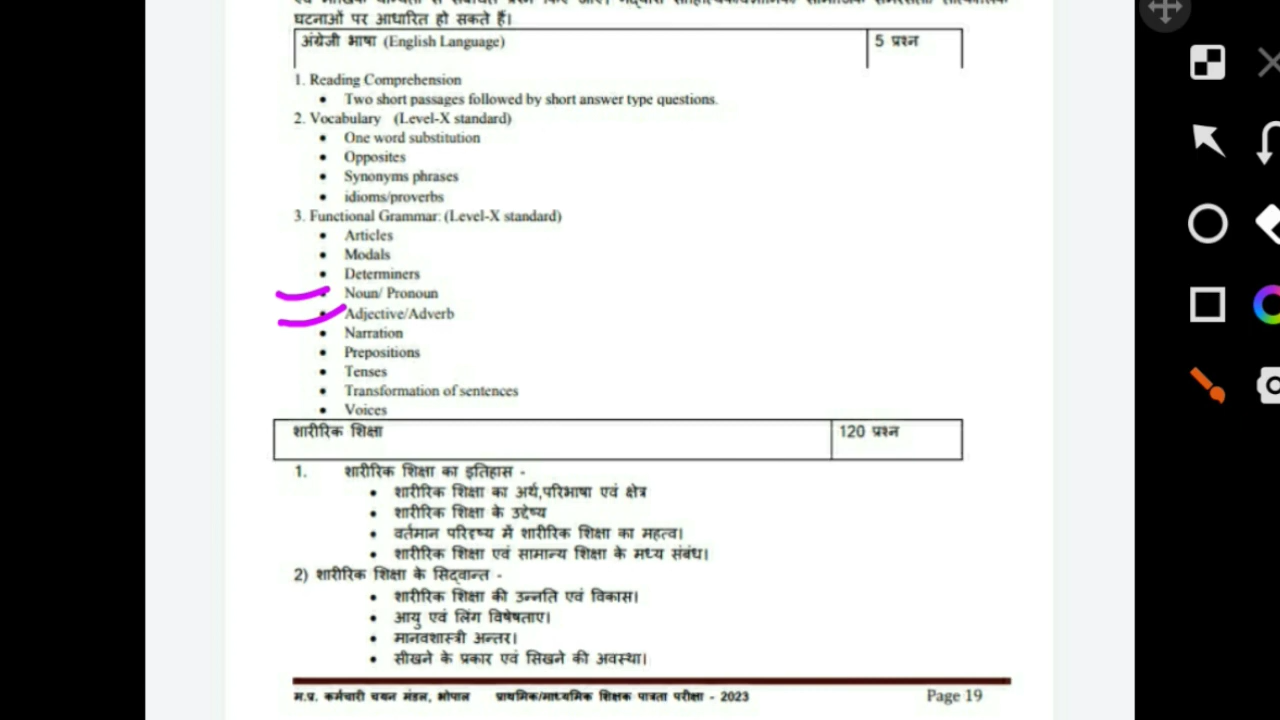 घटनाओं पर आधारित हो सकते हैं।
अंग्रेजी भाषा (English Language) 5 प्रश्न
1. Reading Comprehension
• Two short passages followed by short answer type questions.
2. Vocabulary (Level-X standard)
• One word substitution
• Opposites
• Synonyms phrases
• idioms/proverbs
3. Functional Grammar: (Level-X standard)
• Articles
• Modals
• Determiners
• Noun/ Pronoun
• Adjective/Adverb
• Narration
• Prepositions
• Tenses
• Transformation of sentences
• Voices
शारीरिक शिक्षा 120 प्रश्न
1. शारीरिक शिक्षा का इतिहास -
• शारीरिक शिक्षा का अर्थ,परिभाषा एवं क्षेत्र
• शारीरिक शिक्षा के उद्देष्य
• वर्तमान परिदृष्य में शारीरिक शिक्षा का महत्व।
• शारीरिक शिक्षा एवं सामान्य शिक्षा के मध्य संबंध।
2) शारीरिक शिक्षा के सिद्वान्त -
• शारीरिक शिक्षा की उन्नति एवं विकास।
• आयु एवं लिंग विषेषताए।
• मानवशास्त्री अन्तर।
• सीखने के प्रकार एवं सिखने की अवस्था।
म.प्र. कर्मचारी चयन मंडल, भोपाल प्राथमिक/माध्यमिक शिक्षक पात्रता परीक्षा - 2023 Page 19